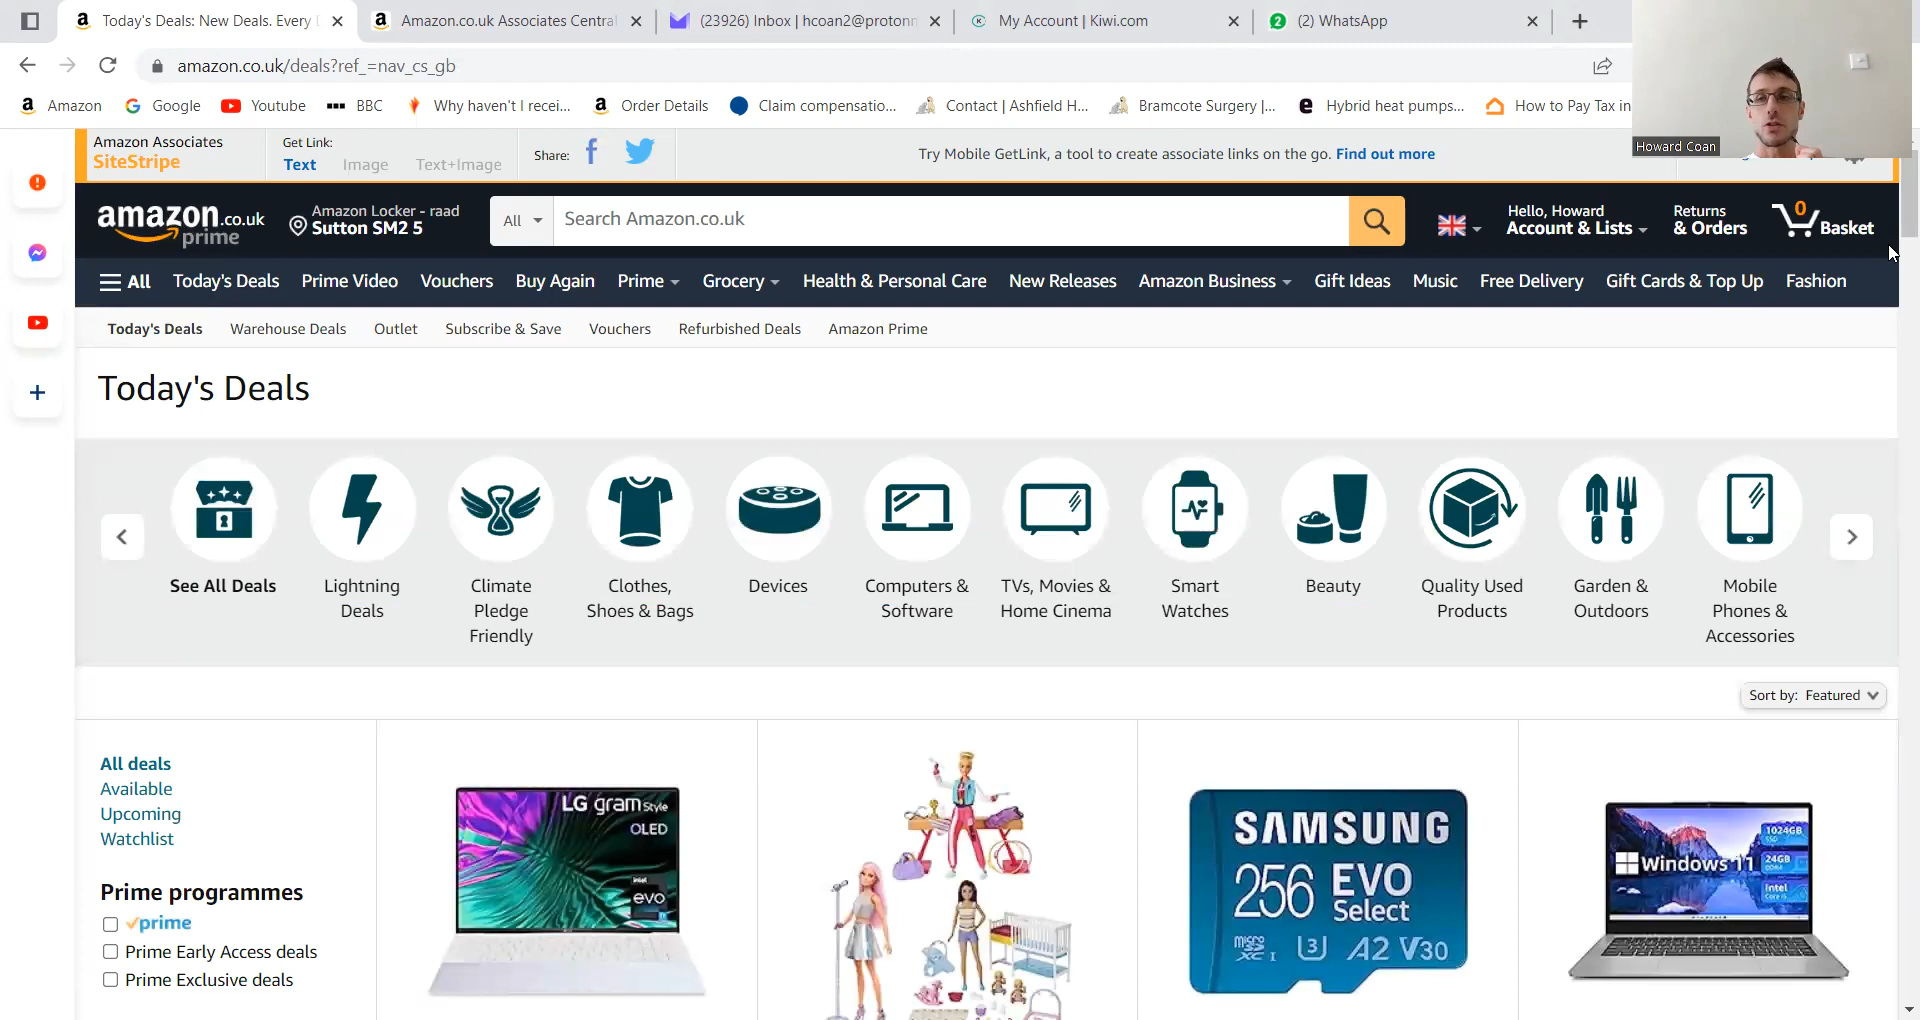 Today's Deals: New Deals. Every
Amazon.co.uk Associates Central
(23926) Inbox | hcoan2@protonm
My Account | Kiwi.com
2
(2) WhatsApp
amazon.co.uk/deals?ref_=nav_cs_gb
Amazon
Google
Youtube
BBC
Why haven't I recei...
Order Details
Claim compensatio...
Contact | Ashfield H...
Bramcote Surgery |...
Hybrid heat pumps...
How to Pay Tax in
Howard Coan
Amazon Associates
SiteStripe
Get Link:
Text
Image
Text+Image
Share:
Try Mobile GetLink, a tool to create associate links on the go. Find out more
amazon.co.uk
prime
Amazon Locker - raad
Sutton SM2 5
All
Search Amazon.co.uk
Hello, Howard
Account & Lists
Returns
& Orders
0
Basket
All
Today's Deals
Prime Video
Vouchers
Buy Again
Prime
Grocery
Health & Personal Care
New Releases
Amazon Business
Gift Ideas
Music
Free Delivery
Gift Cards & Top Up
Fashion
Today's Deals
Warehouse Deals
Outlet
Subscribe & Save
Vouchers
Refurbished Deals
Amazon Prime
Today's Deals
See All Deals
Lightning
Deals
Climate
Pledge
Friendly
Clothes,
Shoes & Bags
Devices
Computers &
Software
TVs, Movies &
Home Cinema
Smart
Watches
Beauty
Quality Used
Products
Garden &
Outdoors
Mobile
Phones &
Accessories
Sort by: Featured
All deals
Available
Upcoming
Watchlist
Prime programmes
prime
Prime Early Access deals
Prime Exclusive deals
LG gram Style
OLED
intel
evo
SAMSUNG
256 EVO
Select
micro
SD
XC I U3 A2 V30
Windows 11
1024GB
SSD
24GB
DDR4
Intel